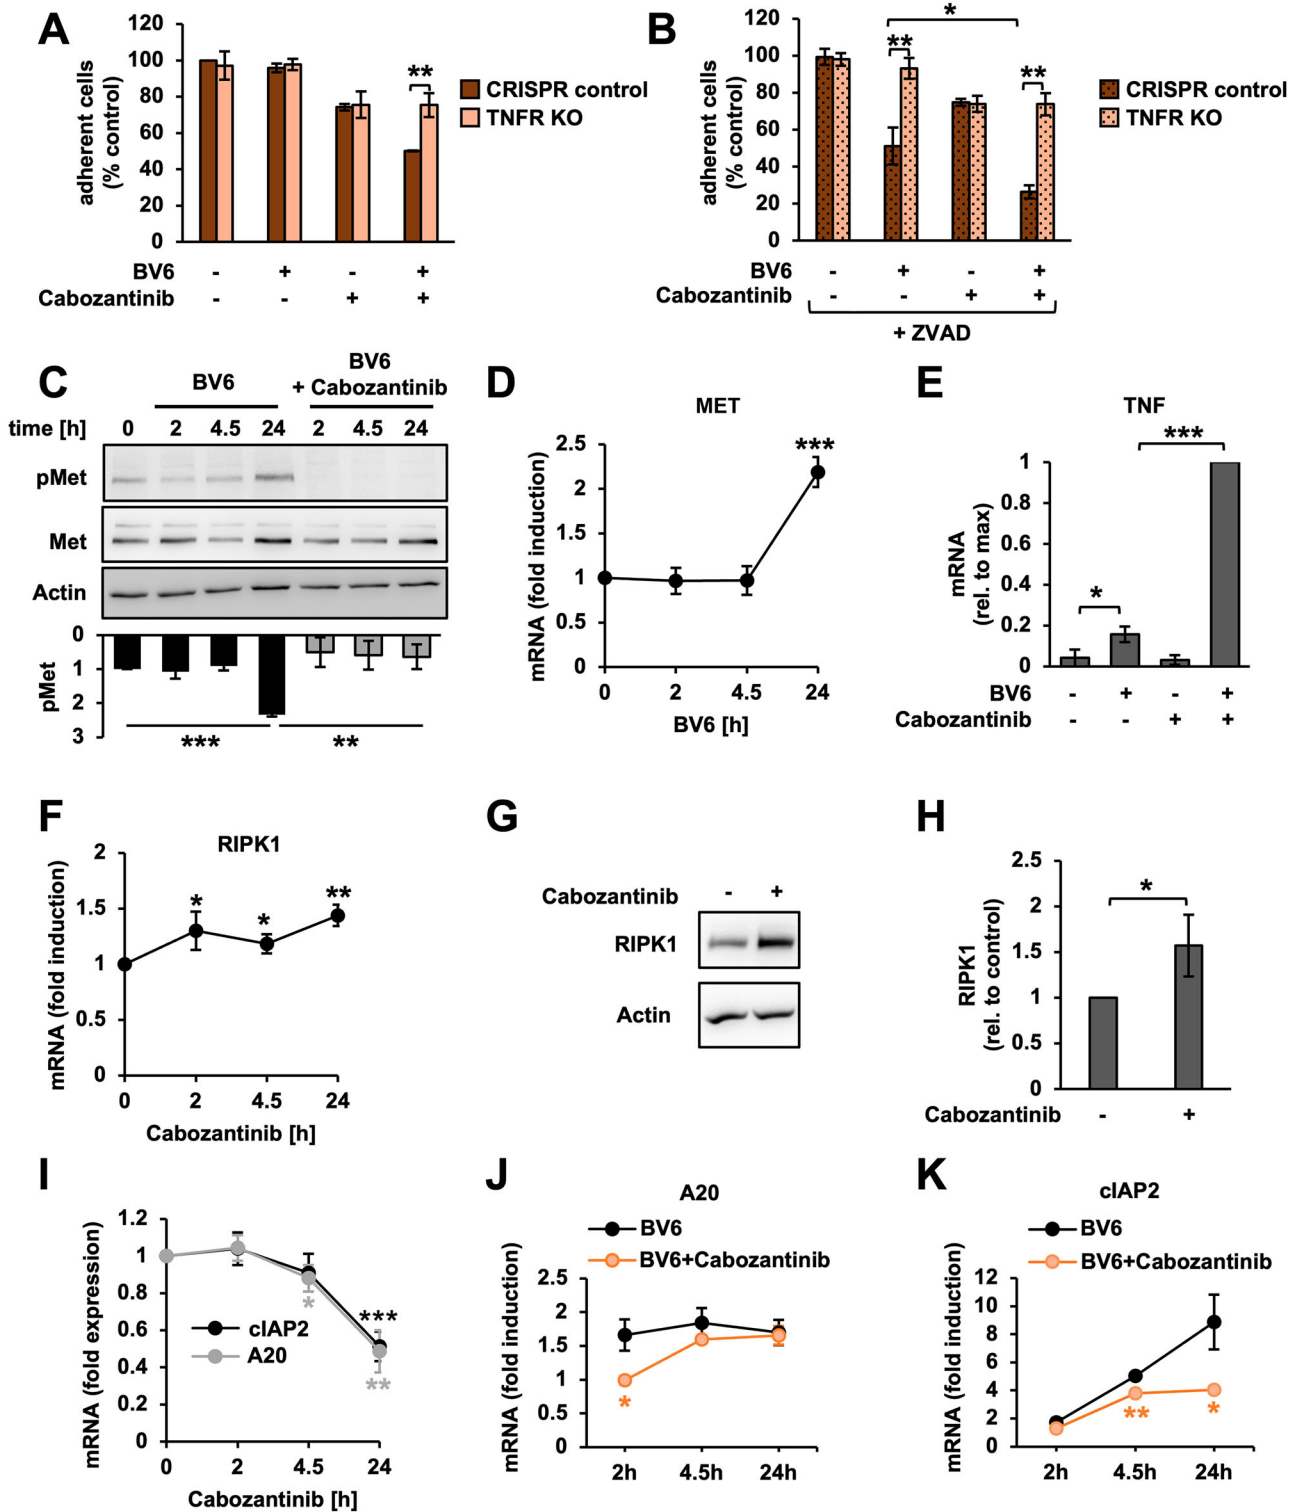 A
120
100
80
60
40
20
0
adherent cells
(% control)
**
CRISPR control
TNFR KO
BV6 - + - +
Cabozantinib - - + +
B
120
100
80
60
40
20
0
adherent cells
(% control)
*
**
**
CRISPR control
TNFR KO
BV6 - + - +
Cabozantinib - - + +
+ ZVAD
C
BV6
BV6
+ Cabozantinib
time [h] 0 2 4.5 24 2 4.5 24
pMet
Met
Actin
0
1
2
3
pMet
*** **
D
MET
2.5
2
1.5
1
0.5
0
mRNA (fold induction)
***
0 2 4.5 24
BV6 [h]
E
TNF
1
0.8
0.6
0.4
0.2
0
mRNA
(rel. to max)
*
***
BV6 - + - +
Cabozantinib - - + +
F
RIPK1
2
1.5
1
0.5
0
mRNA (fold induction)
* * **
0 2 4.5 24
Cabozantinib [h]
G
Cabozantinib - +
RIPK1
Actin
H
2.5
2
1.5
1
0.5
0
RIPK1
(rel. to control)
*
Cabozantinib - +
I
1.2
1
0.8
0.6
0.4
0.2
0
mRNA (fold expression)
cIAP2
A20
*
***
**
0 2 4.5 24
Cabozantinib [h]
J
A20
BV6
BV6+Cabozantinib
2.5
2
1.5
1
0.5
0
mRNA (fold induction)
*
2h 4.5h 24h
K
cIAP2
BV6
BV6+Cabozantinib
12
10
8
6
4
2
0
mRNA (fold induction)
** *
2h 4.5h 24h